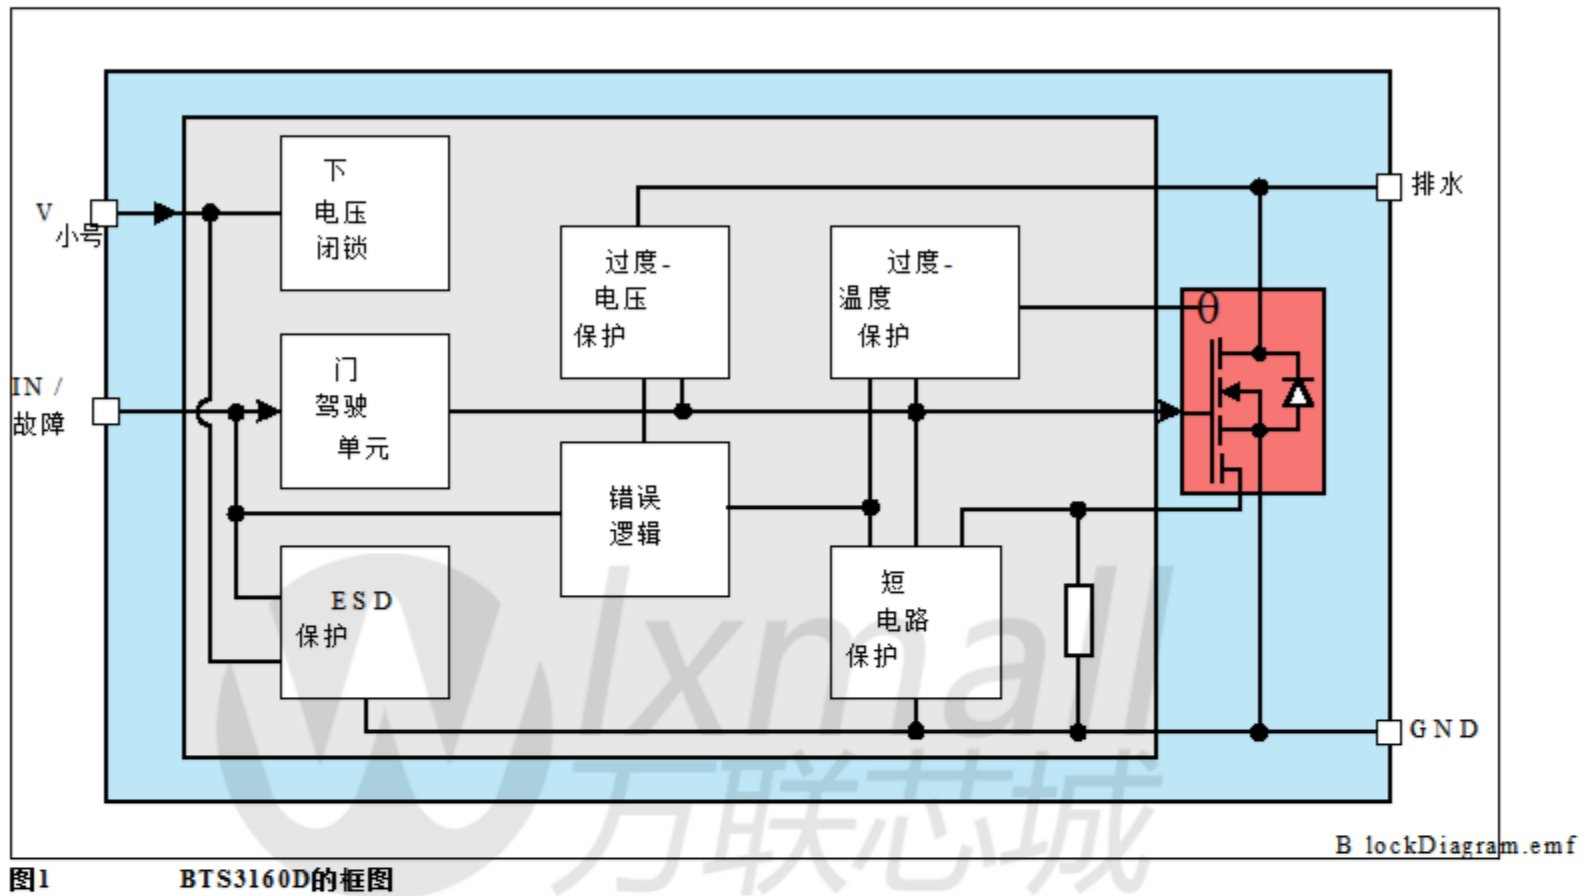 下
电压
闭锁
V
小号
排水
过度-
电压
保护
过度-
温度
保护
θ
IN /
故障
门
驾驶
单元
错误
逻辑
ESD
保护
短
电路
保护
GND
lxmall
万联芯城
B lockDiagram.emf
图1 BTS3160D的框图